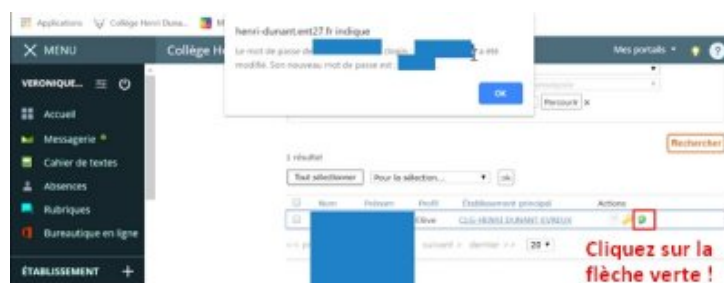 Applications
Collège Henri Duna...
M
henri-dunant.ent27.fr indique
Le mot de passe de
a été
modifié. Son nouveau mot de passe est
OK
MENU
Collège H
Mes portails
?
VERONIQUE...
Accueil
Messagerie
Cahier de textes
Absences
Rubriques
Bureautique en ligne
ÉTABLISSEMENT +
Parcourir x
Rechercher
1 résultat
Tout sélectionner
Pour la sélection...
ok
Nom Prénom Profil Établissement principal Actions
Élève CLG-HENRI DUNANT-EVREUX
suivant > dernier >> 20
Cliquez sur la
flèche verte !